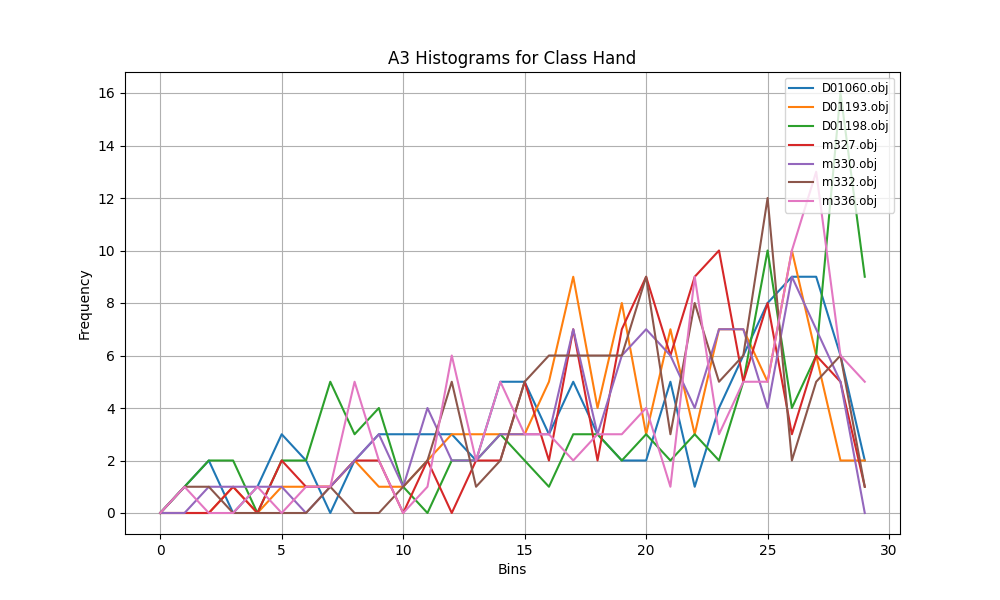 A3 Histograms for Class Hand
D01060.obj
D01193.obj
D01198.obj
m327.obj
m330.obj
m332.obj
m336.obj
Frequency
16
14
12
10
8
6
4
2
0
0 5 10 15 20 25 30
Bins